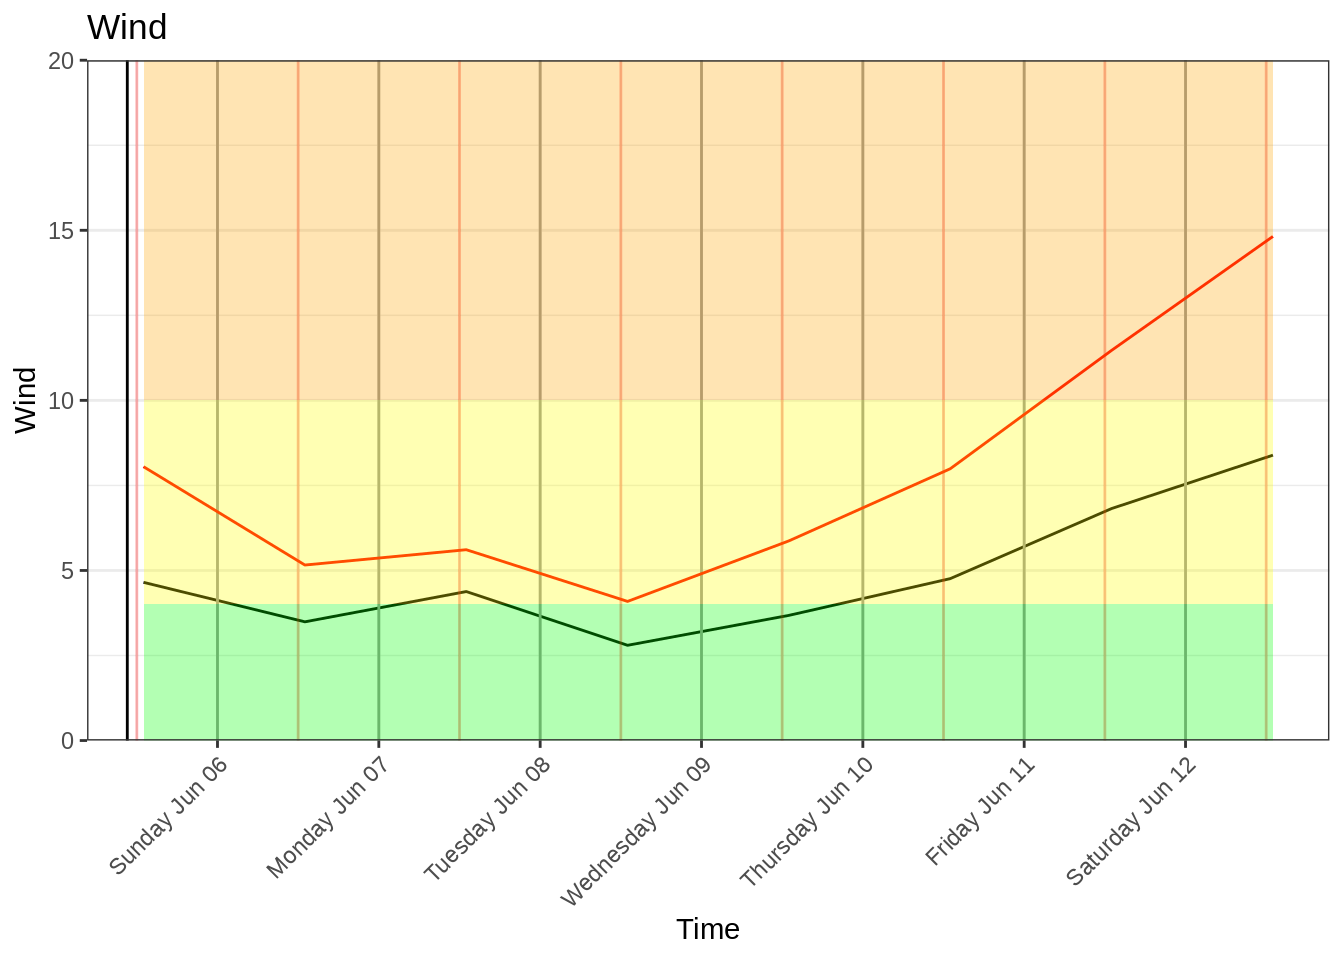 Wind
20
15
10
5
0
Wind
Sunday Jun 06
Monday Jun 07
Tuesday Jun 08
Wednesday Jun 09
Thursday Jun 10
Friday Jun 11
Saturday Jun 12
Time